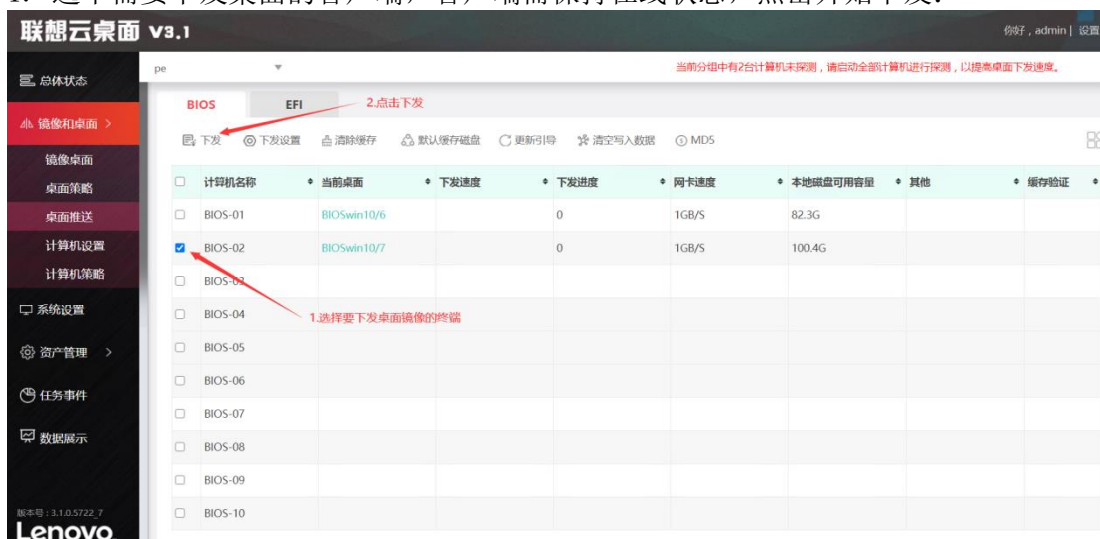 联想云桌面 V3.1
你好，admin | 设置
总体状态
镜像和桌面 >
镜像桌面
桌面策略
桌面推送
计算机设置
计算机策略
系统设置
资产管理 >
任务事件
数据展示
版本号 : 3.1.0.5722_7
Lenovo
pe
当前分组中有2台计算机未探测，请启动全部计算机进行探测，以提高桌面下发速度。
BIOS EFI
2.点击下发
下发 下发设置 清除缓存 默认缓存磁盘 更新引导 清空写入数据 MD5
计算机名称 当前桌面 下发速度 下发进度 网卡速度 本地磁盘可用容量 其他 缓存验证
BIOS-01 BIOSwin10/6 0 1GB/S 82.3G
BIOS-02 BIOSwin10/7 0 1GB/S 100.4G
BIOS-03
BIOS-04
1.选择要下发桌面镜像的终端
BIOS-05
BIOS-06
BIOS-07
BIOS-08
BIOS-09
BIOS-10